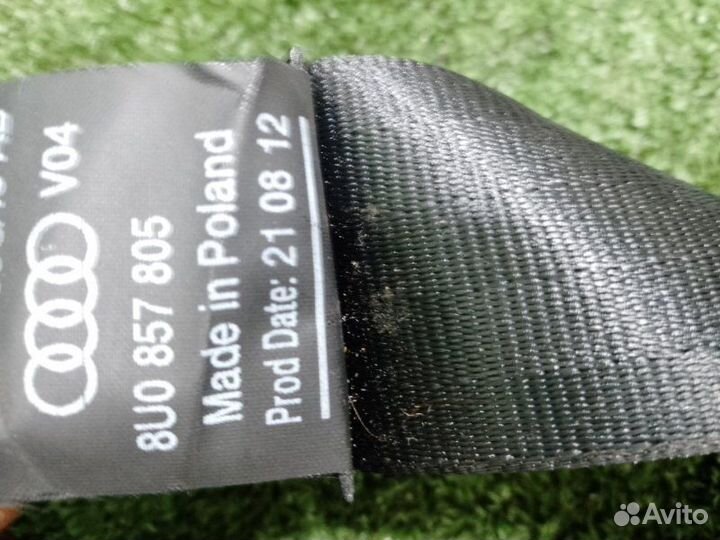 V04
8U0 857 805
Made in Poland
Prod Date: 21 08 12
Avito